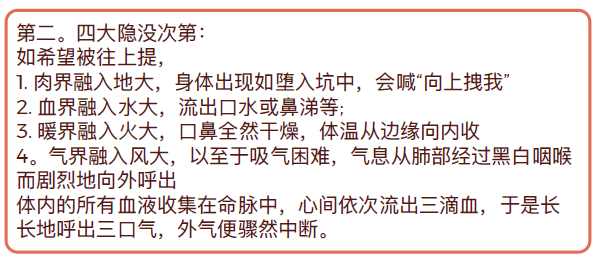 第二。四大隐没次第：
如希望被往上提，
1. 肉界融入地大，身体出现如堕入坑中，会喊“向上拽我”
2. 血界融入水大，流出口水或鼻涕等；
3. 暖界融入火大，口鼻全然干燥，体温从边缘向内收
4。气界融入风大，以至于吸气困难，气息从肺部经过黑白咽喉
而剧烈地向外呼出
体内的所有血液收集在命脉中，心间依次流出三滴血，于是长
长地呼出三口气，外气便骤然中断。